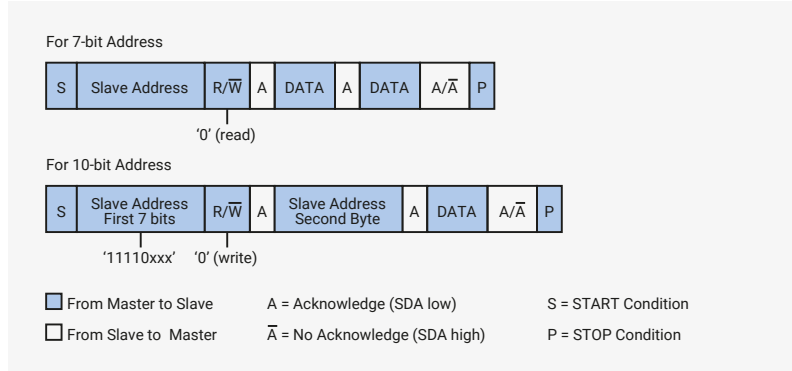 For 7-bit Address
S Slave Address R/W̅ A DATA A DATA A/A̅ P
‘0’ (read)
For 10-bit Address
S Slave Address First 7 bits R/W̅ A Slave Address Second Byte A DATA A/A̅ P
‘11110xxx’ ‘0’ (write)
From Master to Slave A = Acknowledge (SDA low) S = START Condition
From Slave to Master A̅ = No Acknowledge (SDA high) P = STOP Condition